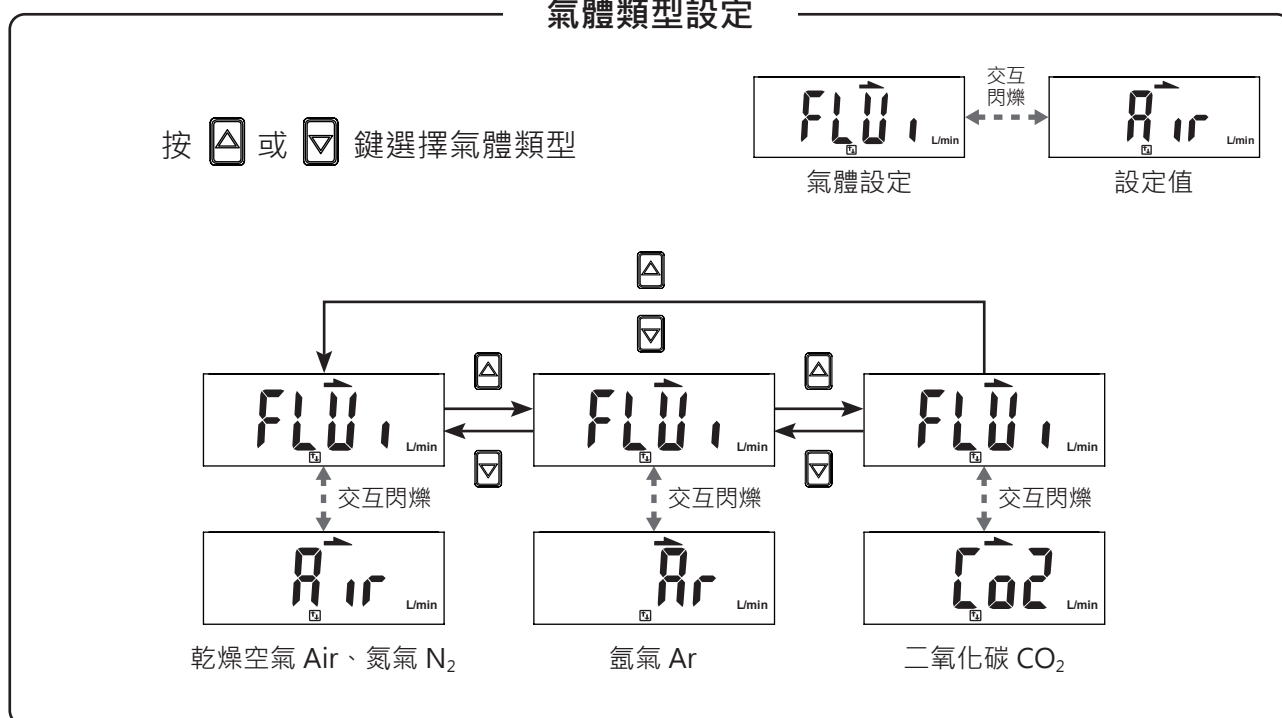 氣體類型設定
按 或 鍵選擇氣體類型
FLUi L/min
交互
閃爍
Air L/min
氣體設定
設定值
FLUi L/min
FLUi L/min
FLUi L/min
交互閃爍
交互閃爍
交互閃爍
Air L/min
Ar L/min
Co2 L/min
乾燥空氣 Air、氮氣 N₂
氬氣 Ar
二氧化碳 CO₂